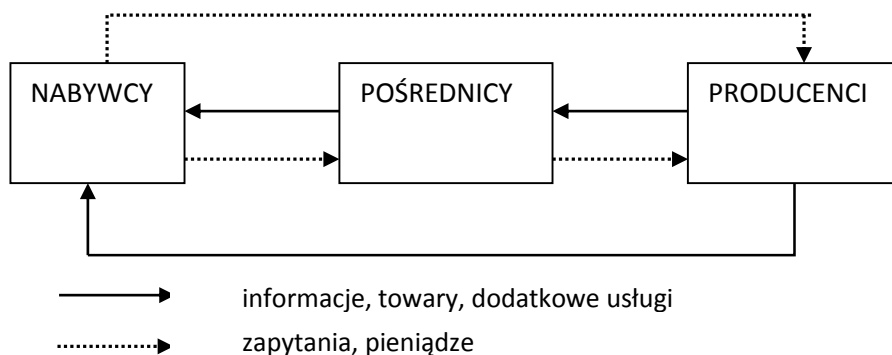 NABYWCY
POŚREDNICY
PRODUCENCI
informacje, towary, dodatkowe usługi
zapytania, pieniądze